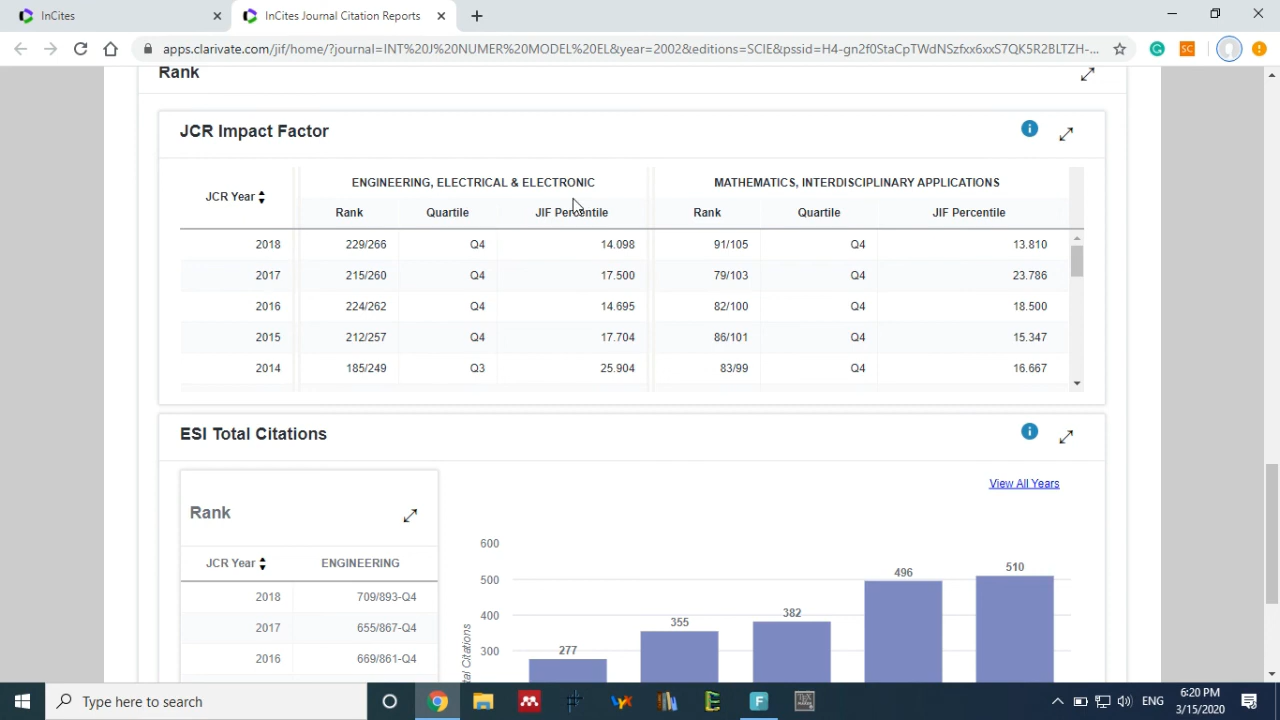 InCites
InCites Journal Citation Reports
apps.clarivate.com/jif/home/?journal=INT%20J%20NUMER%20MODEL%20EL&year=2002&editions=SCIE&pssid=H4-gn2f0StaCpTWdNSzfxx6xxS7QK5R2BLTZH-...
SC
Rank
JCR Impact Factor
JCR Year ENGINEERING, ELECTRICAL & ELECTRONIC MATHEMATICS, INTERDISCIPLINARY APPLICATIONS
Rank Quartile JIF Percentile Rank Quartile JIF Percentile
2018 229/266 Q4 14.098 91/105 Q4 13.810
2017 215/260 Q4 17.500 79/103 Q4 23.786
2016 224/262 Q4 14.695 82/100 Q4 18.500
2015 212/257 Q4 17.704 86/101 Q4 15.347
2014 185/249 Q3 25.904 83/99 Q4 16.667
ESI Total Citations
View All Years
Rank
JCR Year ENGINEERING
2018 709/893-Q4
2017 655/867-Q4
2016 669/861-Q4
600
500
400
300
tal Citations
277
355
382
496
510
Type here to search
ENG
6:20 PM
3/15/2020